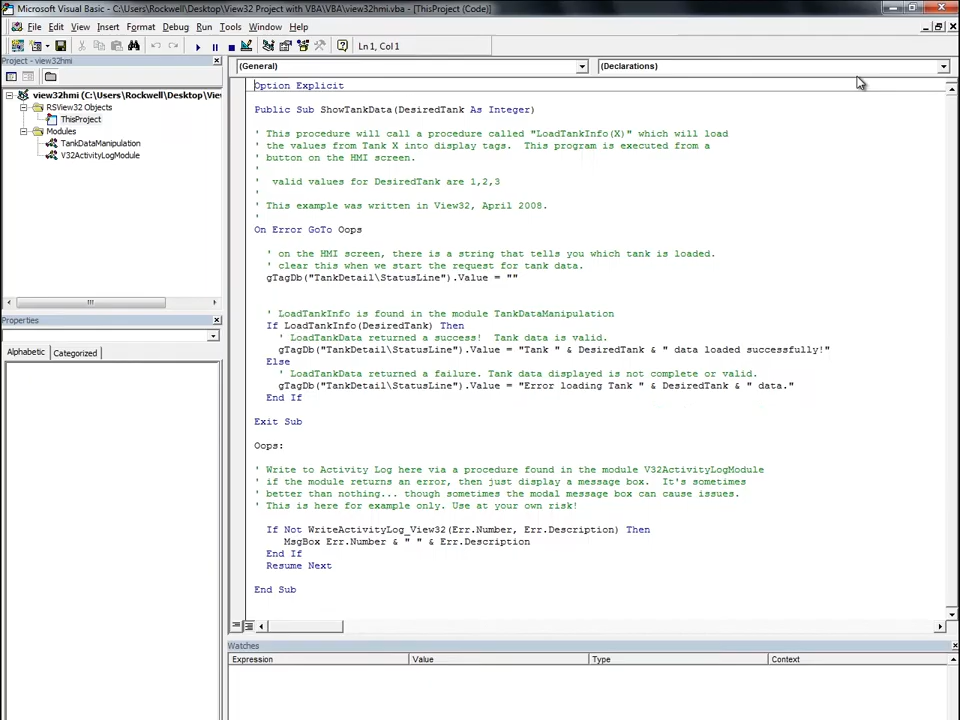 Microsoft Visual Basic - C:\Users\Rockwell\Desktop\View32 Project with VBA\VBA\view32hmi.vba - [ThisProject (Code)]
File Edit View Insert Format Debug Run Tools Window Help
Ln 1, Col 1
Project - view32hmi
view32hmi (C:\Users\Rockwell\Desktop\Vie
RSView32 Objects
ThisProject
Modules
TankDataManipulation
V32ActivityLogModule
Properties
Alphabetic Categorized
(General) (Declarations)
Option Explicit
Public Sub ShowTankData(DesiredTank As Integer)
' This procedure will call a procedure called "LoadTankInfo(X)" which will load
' the values from Tank X into display tags.  This program is executed from a
' button on the HMI screen.
'
'  valid values for DesiredTank are 1,2,3
'
' This example was written in View32, April 2008.
'
On Error GoTo Oops
' on the HMI screen, there is a string that tells you which tank is loaded.
' clear this when we start the request for tank data.
gTagDb("TankDetail\StatusLine").Value = ""
' LoadTankInfo is found in the module TankDataManipulation
If LoadTankInfo(DesiredTank) Then
' LoadTankData returned a success!  Tank data is valid.
gTagDb("TankDetail\StatusLine").Value = "Tank " & DesiredTank & " data loaded successfully!"
Else
' LoadTankData returned a failure. Tank data displayed is not complete or valid.
gTagDb("TankDetail\StatusLine").Value = "Error loading Tank " & DesiredTank & " data."
End If
Exit Sub
Oops:
' Write to Activity Log here via a procedure found in the module V32ActivityLogModule
' if the module returns an error, then just display a message box.  It's sometimes
' better than nothing... though sometimes the modal message box can cause issues.
' This is here for example only. Use at your own risk!
If Not WriteActivityLog_View32(Err.Number, Err.Description) Then
MsgBox Err.Number & " " & Err.Description
End If
Resume Next
End Sub
Watches
Expression Value Type Context